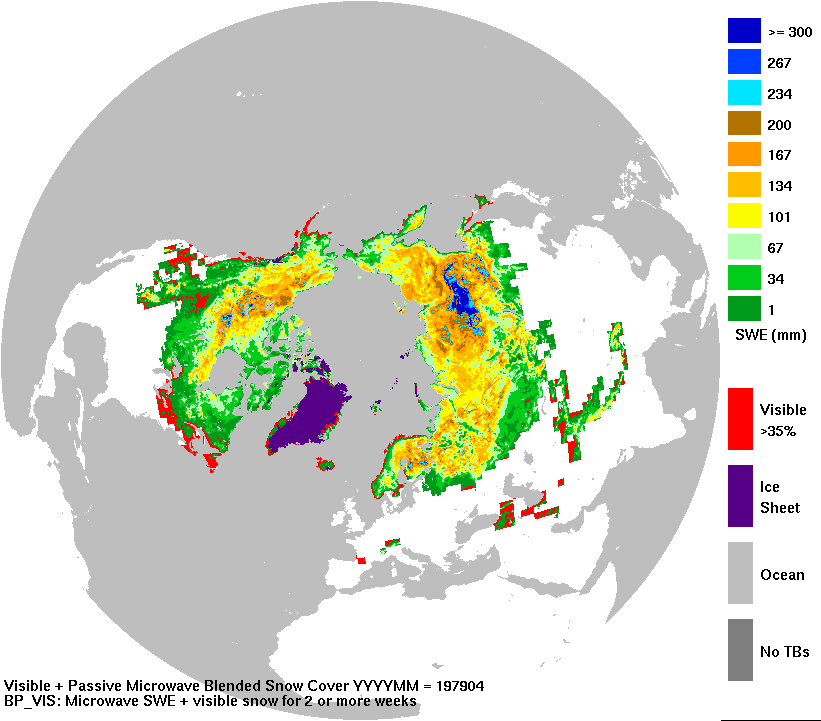 >= 300
267
234
200
167
134
101
67
34
1
SWE (mm)
Visible
>35%
Ice
Sheet
Ocean
No TBs
Visible + Passive Microwave Blended Snow Cover YYYYMM = 197904
BP_VIS: Microwave SWE + visible snow for 2 or more weeks